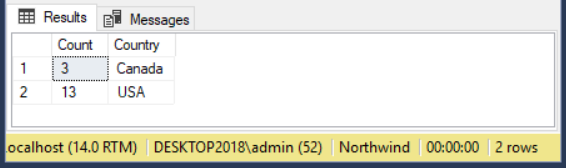 Results Messages
Count Country
1 3 Canada
2 13 USA
ocalhost (14.0 RTM) DESKTOP2018\admin (52) Northwind 00:00:00 2 rows